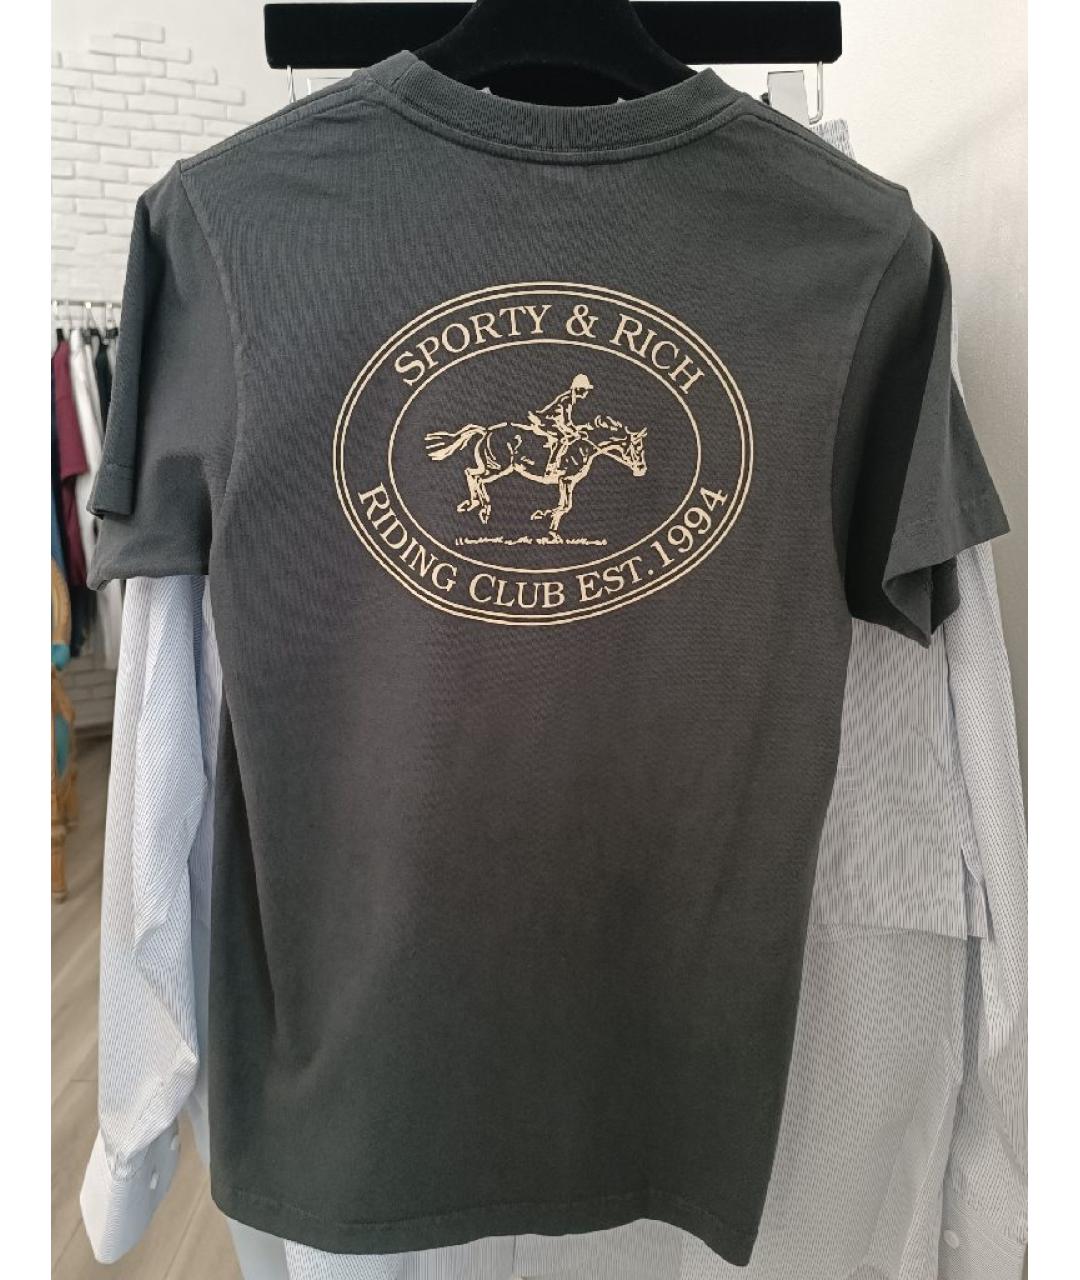 SPORTY & RICH
RIDING CLUB EST. 1994